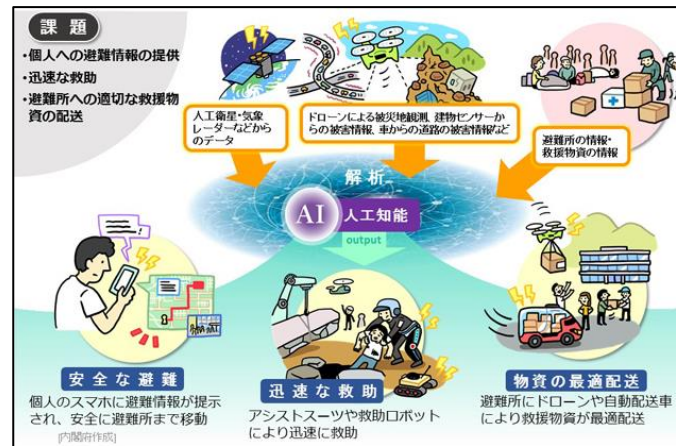 課題
・個人への避難情報の提供
・迅速な救助
・避難所への適切な救援物
資の配送
人工衛星・気象
レーダーなどから
のデータ
ドローンによる被災地観測、建物センサーか
らの被害情報、車からの道路の被害情報など
避難所の情報・
救援物資の情報
解析
AI 人工知能
output
安全な避難
個人のスマホに避難情報が提示
され、安全に避難所まで移動
[内閣府作成]
迅速な救助
アシストスーツや救助ロボット
により迅速に救助
物資の最適配送
避難所にドローンや自動配送車
により救援物資が最適配送